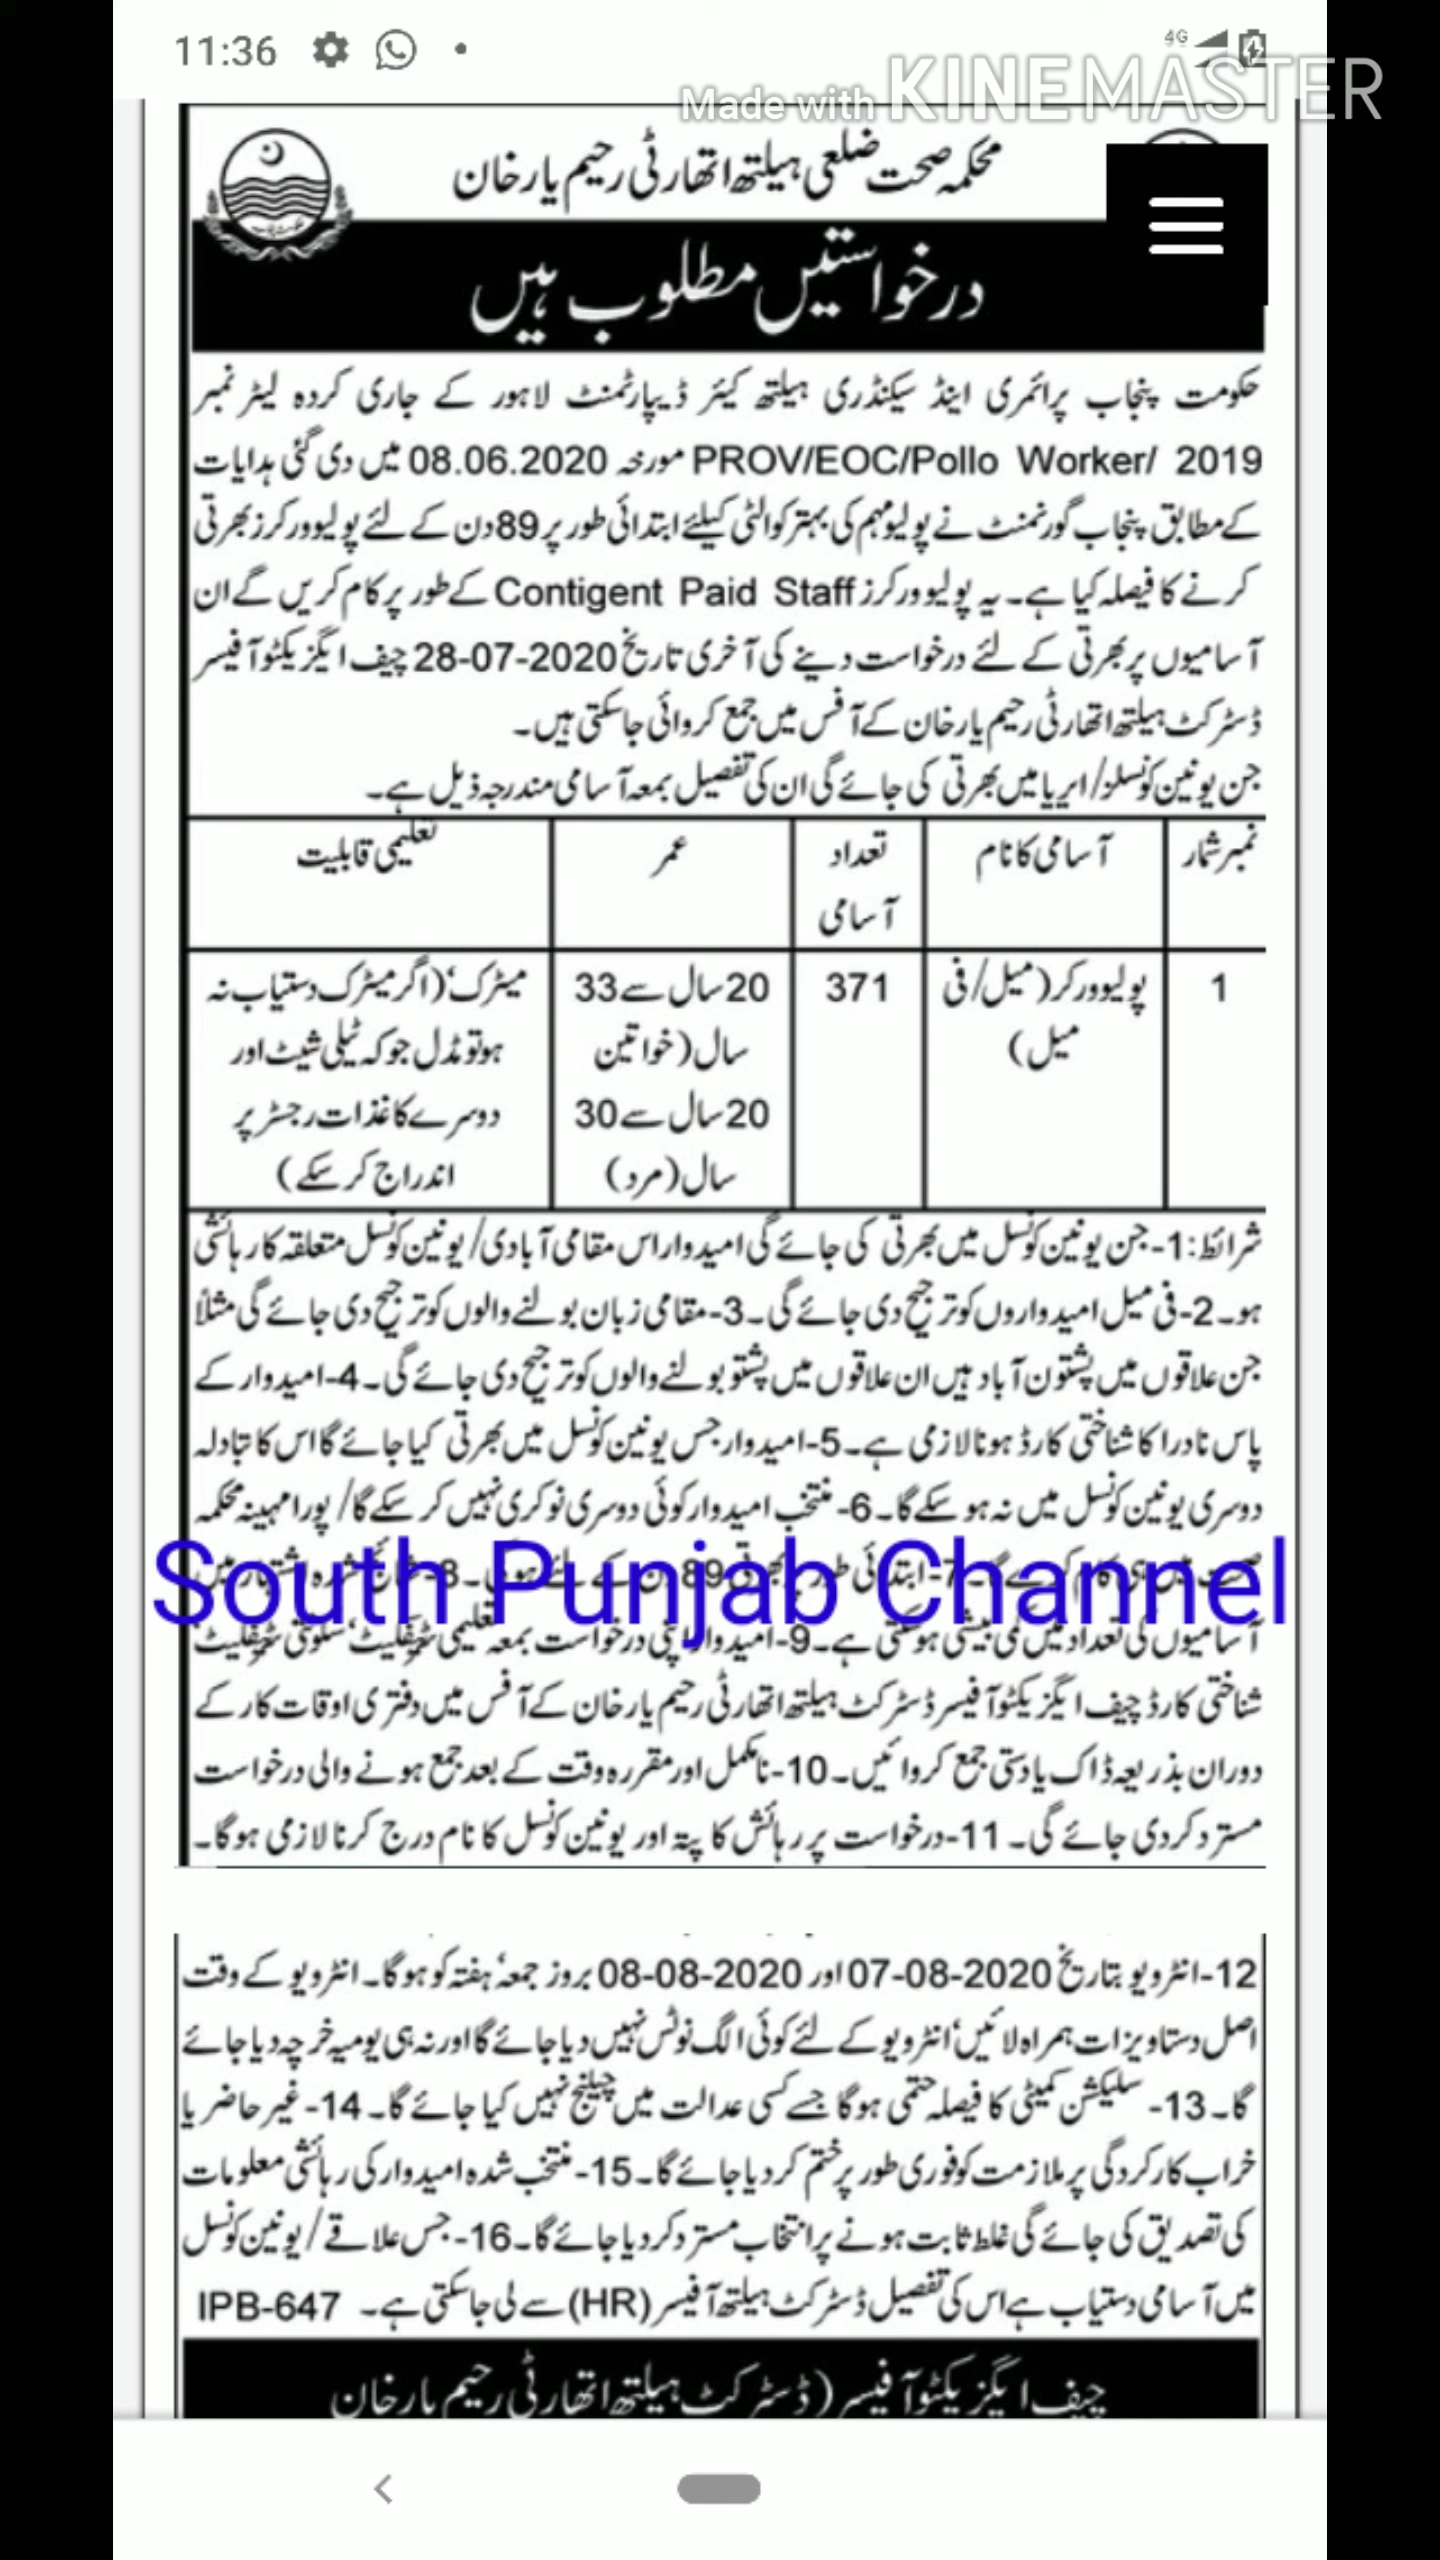 11:36
4G
Made with KINEMASTER
محکمہ صحت ضلعی ہیلتھ اتھارٹی رحیم یار خان
درخواستیں مطلوب ہیں
حکومت پنجاب پرائمری اینڈ سیکنڈری ہیلتھ کیئر ڈیپارٹمنٹ لاہور کے جاری کردہ لیٹر نمبر
PROV/EOC/Pollo Worker/ 2019 مورخہ 08.06.2020 میں دی گئی ہدایات
کے مطابق پنجاب گورنمنٹ نے پولیو مہم کی بہتر کوالٹی کیلئے ابتدائی طور پر 89 دن کے لئے پولیو ورکرز بھرتی
کرنے کا فیصلہ کیا ہے۔ یہ پولیو ورکرز Contigent Paid Staff کے طور پر کام کریں گے ان
آسامیوں پر بھرتی کے لئے درخواست دینے کی آخری تاریخ 28-07-2020 چیف ایگزیکٹو آفیسر
ڈسٹرکٹ ہیلتھ اتھارٹی رحیم یار خان کے آفس میں جمع کروائی جا سکتی ہیں۔
جن یونین کونسلز/ایریا میں بھرتی کی جائے گی ان کی تفصیل بمعہ آسامی مندرجہ ذیل ہے۔
نمبر شمار	آسامی کا نام	تعداد آسامی	عمر	تعلیمی قابلیت
1	پولیو ورکر (میل/فی میل)	371	20 سال سے 33 سال (خواتین 20 سال سے 30 سال (مرد)	میٹرک، (اگر میٹرک دستیاب نہ ہو تو مڈل جو کہ ٹیلی شیٹ اور دوسرے کاغذات رجسٹر پر اندراج کر سکے)
شرائط: 1- جن یونین کونسل میں بھرتی کی جائے گی امیدوار اس مقامی آبادی/یونین کونسل متعلقہ کا رہائشی
ہو۔ 2- فی میل امیدواروں کو ترجیح دی جائے گی۔ 3- مقامی زبان بولنے والوں کو ترجیح دی جائے گی مثلاً
جن علاقوں میں پشتون آباد ہیں ان علاقوں میں پشتو بولنے والوں کو ترجیح دی جائے گی۔ 4- امیدوار کے
پاس نادرا کا شناختی کارڈ ہونا لازمی ہے۔ 5- امیدوار جس یونین کونسل میں بھرتی کیا جائے گا اس کا تبادلہ
دوسری یونین کونسل میں نہ ہو سکے گا۔ 6- منتخب امیدوار کوئی دوسری نوکری نہیں کر سکے گا/ پورا مہینہ محکمہ
South Punjab Channel
7- ابتدائی 89 کے لئے 8-
آسامیوں کی تعداد میں کمی بیشی ہو سکتی ہے۔ 9- امیدوار اپنی درخواست بمعہ تعلیمی سرٹیفکیٹ، سکونتی سرٹیفکیٹ،
شناختی کارڈ چیف ایگزیکٹو آفیسر ڈسٹرکٹ ہیلتھ اتھارٹی رحیم یار خان کے آفس میں دفتری اوقات کار کے
دوران بذریعہ ڈاک یا دستی جمع کروائیں۔ 10- نامکمل اور مقررہ وقت کے بعد جمع ہونے والی درخواست
مسترد کر دی جائے گی۔ 11- درخواست پر رہائش کا پتہ اور یونین کونسل کا نام درج کرنا لازمی ہوگا۔
12- انٹرویو بتاریخ 07-08-2020 اور 08-08-2020 بروز جمعہ، ہفتہ کو ہوگا۔ انٹرویو کے وقت
اصل دستاویزات ہمراہ لائیں، انٹرویو کے لئے کوئی الگ نوٹس نہیں دیا جائے گا اور نہ ہی یومیہ خرچہ دیا جائے
گا۔ 13- سلیکشن کمیٹی کا فیصلہ حتمی ہوگا جسے کسی عدالت میں چیلنج نہیں کیا جائے گا۔ 14- غیر حاضر یا
خراب کارکردگی پر ملازمت کو فوری طور پر ختم کر دیا جائے گا۔ 15- منتخب شدہ امیدوار کی رہائشی معلومات
کی تصدیق کی جائے گی غلط ثابت ہونے پر انتخاب مسترد کر دیا جائے گا۔ 16- جس علاقے/یونین کونسل
میں آسامی دستیاب ہے اس کی تفصیل ڈسٹرکٹ ہیلتھ آفیسر (HR) سے لی جا سکتی ہے۔ IPB-647
چیف ایگزیکٹو آفیسر (ڈسٹرکٹ ہیلتھ اتھارٹی رحیم یار خان